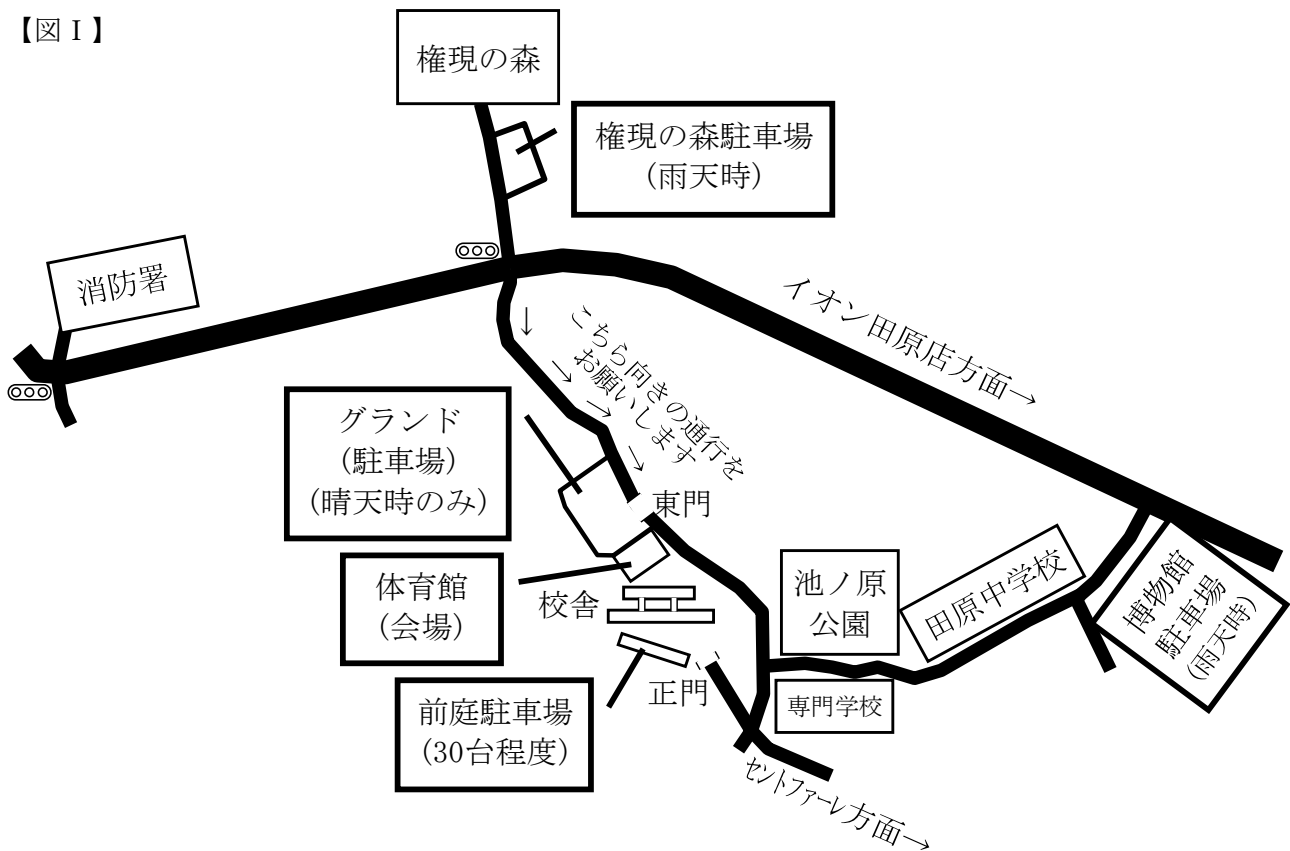 【図Ⅰ】
権現の森
権現の森駐車場
(雨天時)
消防署
イオン田原店方面→
↓
→
→
→
こちら向きの通行を
お願いします
グランド
(駐車場)
(晴天時のみ)
東門
体育館
(会場)
校舎
池ノ原
公園
田原中学校
博物館
駐車場
(雨天時)
正門
専門学校
前庭駐車場
(30台程度)
セントファーレ方面→